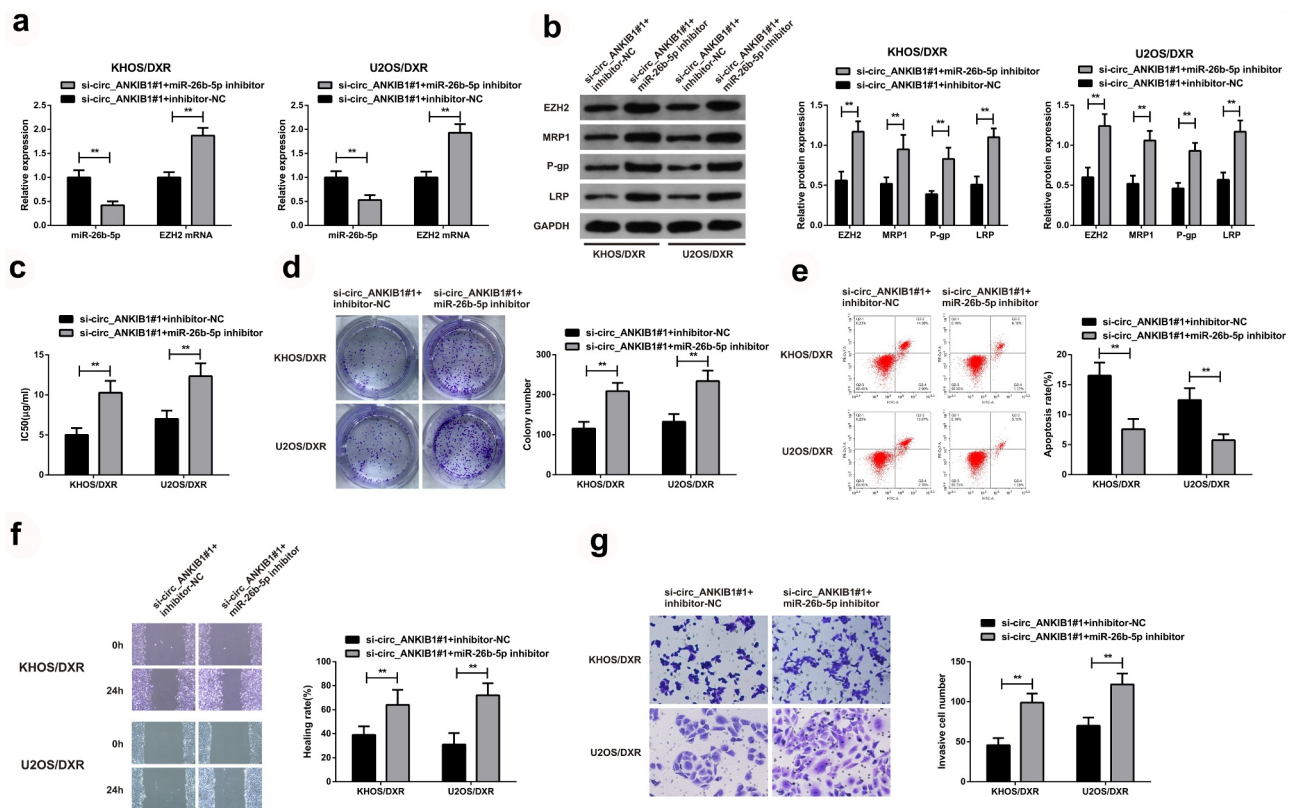 a
KHOS/DXR
si-circ_ANKIB1#1+miR-26b-5p inhibitor
si-circ_ANKIB1#1+inhibitor-NC
Relative expression
2.5
2.0
1.5
1.0
0.5
0.0
**
**
miR-26b-5p
EZH2 mRNA
U2OS/DXR
si-circ_ANKIB1#1+miR-26b-5p inhibitor
si-circ_ANKIB1#1+inhibitor-NC
Relative expression
2.5
2.0
1.5
1.0
0.5
0.0
**
**
miR-26b-5p
EZH2 mRNA
b
si-circ_ANKIB1#1+
inhibitor-NC
si-circ_ANKIB1#1+
miR-26b-5p inhibitor
si-circ_ANKIB1#1+
inhibitor-NC
si-circ_ANKIB1#1+
miR-26b-5p inhibitor
EZH2
MRP1
P-gp
LRP
GAPDH
KHOS/DXR
U2OS/DXR
KHOS/DXR
si-circ_ANKIB1#1+miR-26b-5p inhibitor
si-circ_ANKIB1#1+inhibitor-NC
Relative protein expression
1.5
1.0
0.5
0.0
**
**
**
**
EZH2
MRP1
P-gp
LRP
U2OS/DXR
si-circ_ANKIB1#1+miR-26b-5p inhibitor
si-circ_ANKIB1#1+inhibitor-NC
Relative protein expression
1.5
1.0
0.5
0.0
**
**
**
**
EZH2
MRP1
P-gp
LRP
c
si-circ_ANKIB1#1+inhibitor-NC
si-circ_ANKIB1#1+miR-26b-5p inhibitor
IC50(μg/ml)
15
10
5
0
**
**
KHOS/DXR
U2OS/DXR
d
si-circ_ANKIB1#1+
inhibitor-NC
si-circ_ANKIB1#1+
miR-26b-5p inhibitor
KHOS/DXR
U2OS/DXR
si-circ_ANKIB1#1+inhibitor-NC
si-circ_ANKIB1#1+miR-26b-5p inhibitor
Colony number
300
200
100
0
**
**
KHOS/DXR
U2OS/DXR
e
si-circ_ANKIB1#1+
inhibitor-NC
si-circ_ANKIB1#1+
miR-26b-5p inhibitor
KHOS/DXR
U2OS/DXR
si-circ_ANKIB1#1+inhibitor-NC
si-circ_ANKIB1#1+miR-26b-5p inhibitor
Apoptosis rate(%)
20
15
10
5
0
**
**
KHOS/DXR
U2OS/DXR
f
si-circ_ANKIB1#1+
inhibitor-NC
si-circ_ANKIB1#1+
miR-26b-5p inhibitor
KHOS/DXR
0h
24h
U2OS/DXR
0h
24h
si-circ_ANKIB1#1+inhibitor-NC
si-circ_ANKIB1#1+miR-26b-5p inhibitor
Healing rate(%)
100
80
60
40
20
0
**
**
KHOS/DXR
U2OS/DXR
g
si-circ_ANKIB1#1+
inhibitor-NC
si-circ_ANKIB1#1+
miR-26b-5p inhibitor
KHOS/DXR
U2OS/DXR
si-circ_ANKIB1#1+inhibitor-NC
si-circ_ANKIB1#1+miR-26b-5p inhibitor
Invasive cell number
150
100
50
0
**
**
KHOS/DXR
U2OS/DXR